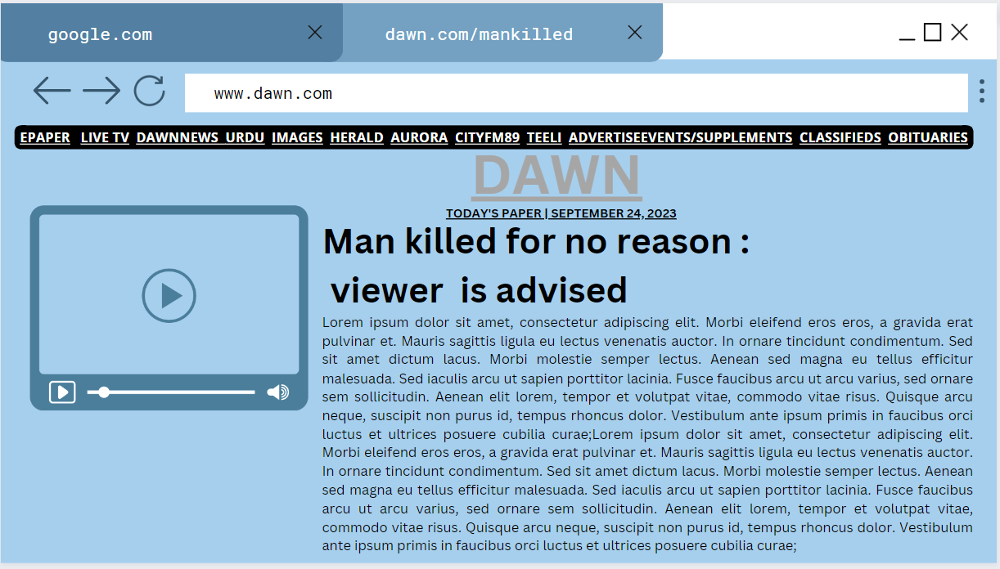 google.com
dawn.com/mankilled
www.dawn.com
EPAPER LIVE TV DAWNNEWS URDU IMAGES HERALD AURORA CITYFM89 TEELI ADVERTISEEVENTS/SUPPLEMENTS CLASSIFIEDS OBITUARIES
DAWN
TODAY'S PAPER | SEPTEMBER 24, 2023
Man killed for no reason :
viewer is advised
Lorem ipsum dolor sit amet, consectetur adipiscing elit. Morbi eleifend eros eros, a gravida erat
pulvinar et. Mauris sagittis ligula eu lectus venenatis auctor. In ornare tincidunt condimentum. Sed
sit amet dictum lacus. Morbi molestie semper lectus. Aenean sed magna eu tellus efficitur
malesuada. Sed iaculis arcu ut sapien porttitor lacinia. Fusce faucibus arcu ut arcu varius, sed ornare
sem sollicitudin. Aenean elit lorem, tempor et volutpat vitae, commodo vitae risus. Quisque arcu
neque, suscipit non purus id, tempus rhoncus dolor. Vestibulum ante ipsum primis in faucibus orci
luctus et ultrices posuere cubilia curae;Lorem ipsum dolor sit amet, consectetur adipiscing elit.
Morbi eleifend eros eros, a gravida erat pulvinar et. Mauris sagittis ligula eu lectus venenatis auctor.
In ornare tincidunt condimentum. Sed sit amet dictum lacus. Morbi molestie semper lectus. Aenean
sed magna eu tellus efficitur malesuada. Sed iaculis arcu ut sapien porttitor lacinia. Fusce faucibus
arcu ut arcu varius, sed ornare sem sollicitudin. Aenean elit lorem, tempor et volutpat vitae,
commodo vitae risus. Quisque arcu neque, suscipit non purus id, tempus rhoncus dolor. Vestibulum
ante ipsum primis in faucibus orci luctus et ultrices posuere cubilia curae;